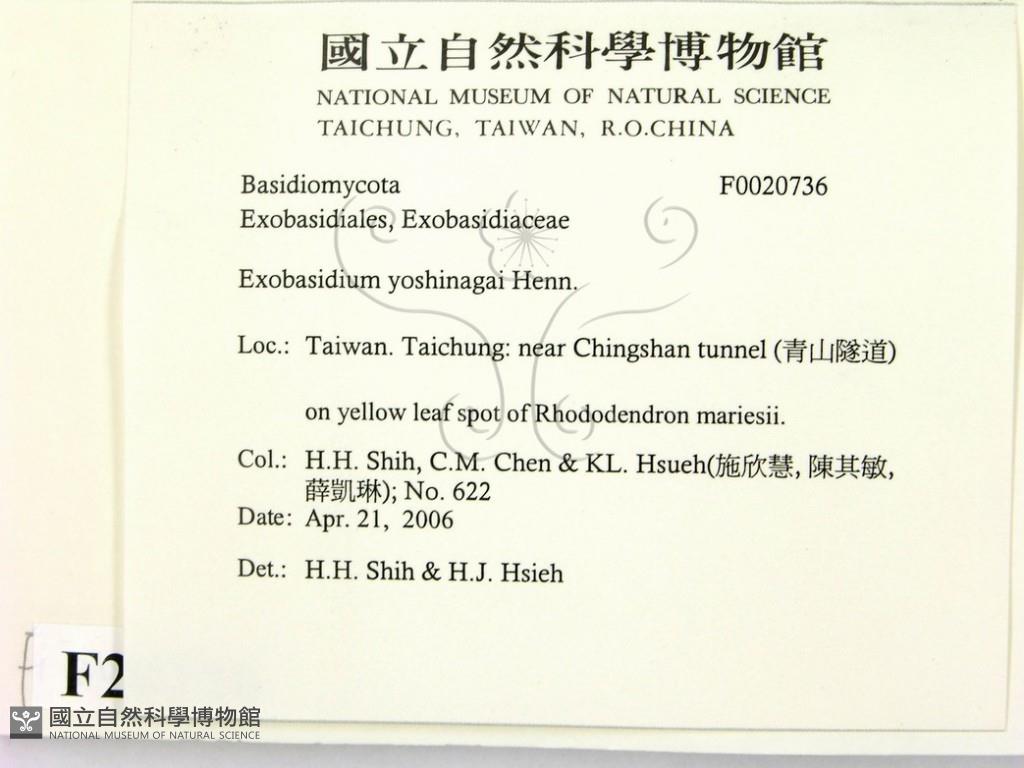 國立自然科學博物館
NATIONAL MUSEUM OF NATURAL SCIENCE
TAICHUNG, TAIWAN, R.O.CHINA
Basidiomycota F0020736
Exobasidiales, Exobasidiaceae
Exobasidium yoshinagai Henn.
Loc.: Taiwan. Taichung: near Chingshan tunnel (青山隧道)
on yellow leaf spot of Rhododendron mariesii.
Col.: H.H. Shih, C.M. Chen & KL. Hsueh(施欣慧, 陳其敏,
薛凱琳); No. 622
Date: Apr. 21, 2006
Det.: H.H. Shih & H.J. Hsieh
F2
國立自然科學博物館
NATIONAL MUSEUM OF NATURAL SCIENCE